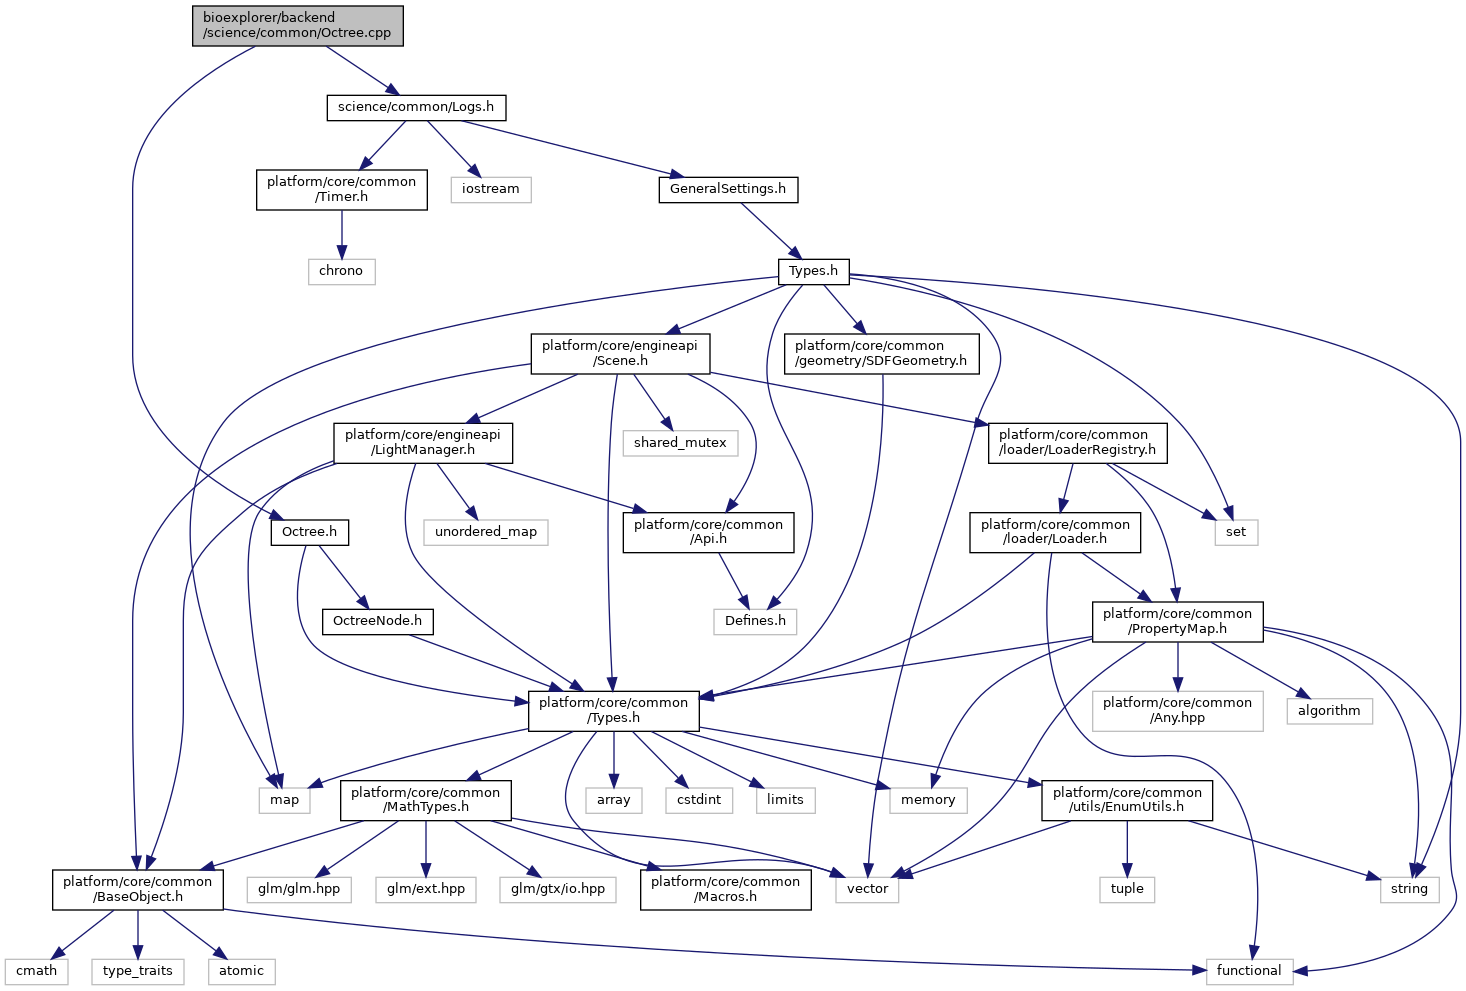 bioexplorer/backend
/science/common/Octree.cpp
science/common/Logs.h
platform/core/common
/Timer.h
iostream
GeneralSettings.h
chrono
Types.h
platform/core/engineapi
/Scene.h
platform/core/common
/geometry/SDFGeometry.h
platform/core/engineapi
/LightManager.h
shared_mutex
platform/core/common
/loader/LoaderRegistry.h
Octree.h
unordered_map
platform/core/common
/Api.h
platform/core/common
/loader/Loader.h
set
OctreeNode.h
Defines.h
platform/core/common
/PropertyMap.h
platform/core/common
/Types.h
platform/core/common
/Any.hpp
algorithm
map
platform/core/common
/MathTypes.h
array
cstdint
limits
memory
platform/core/common
/utils/EnumUtils.h
platform/core/common
/BaseObject.h
glm/glm.hpp
glm/ext.hpp
glm/gtx/io.hpp
platform/core/common
/Macros.h
vector
tuple
string
cmath
type_traits
atomic
functional